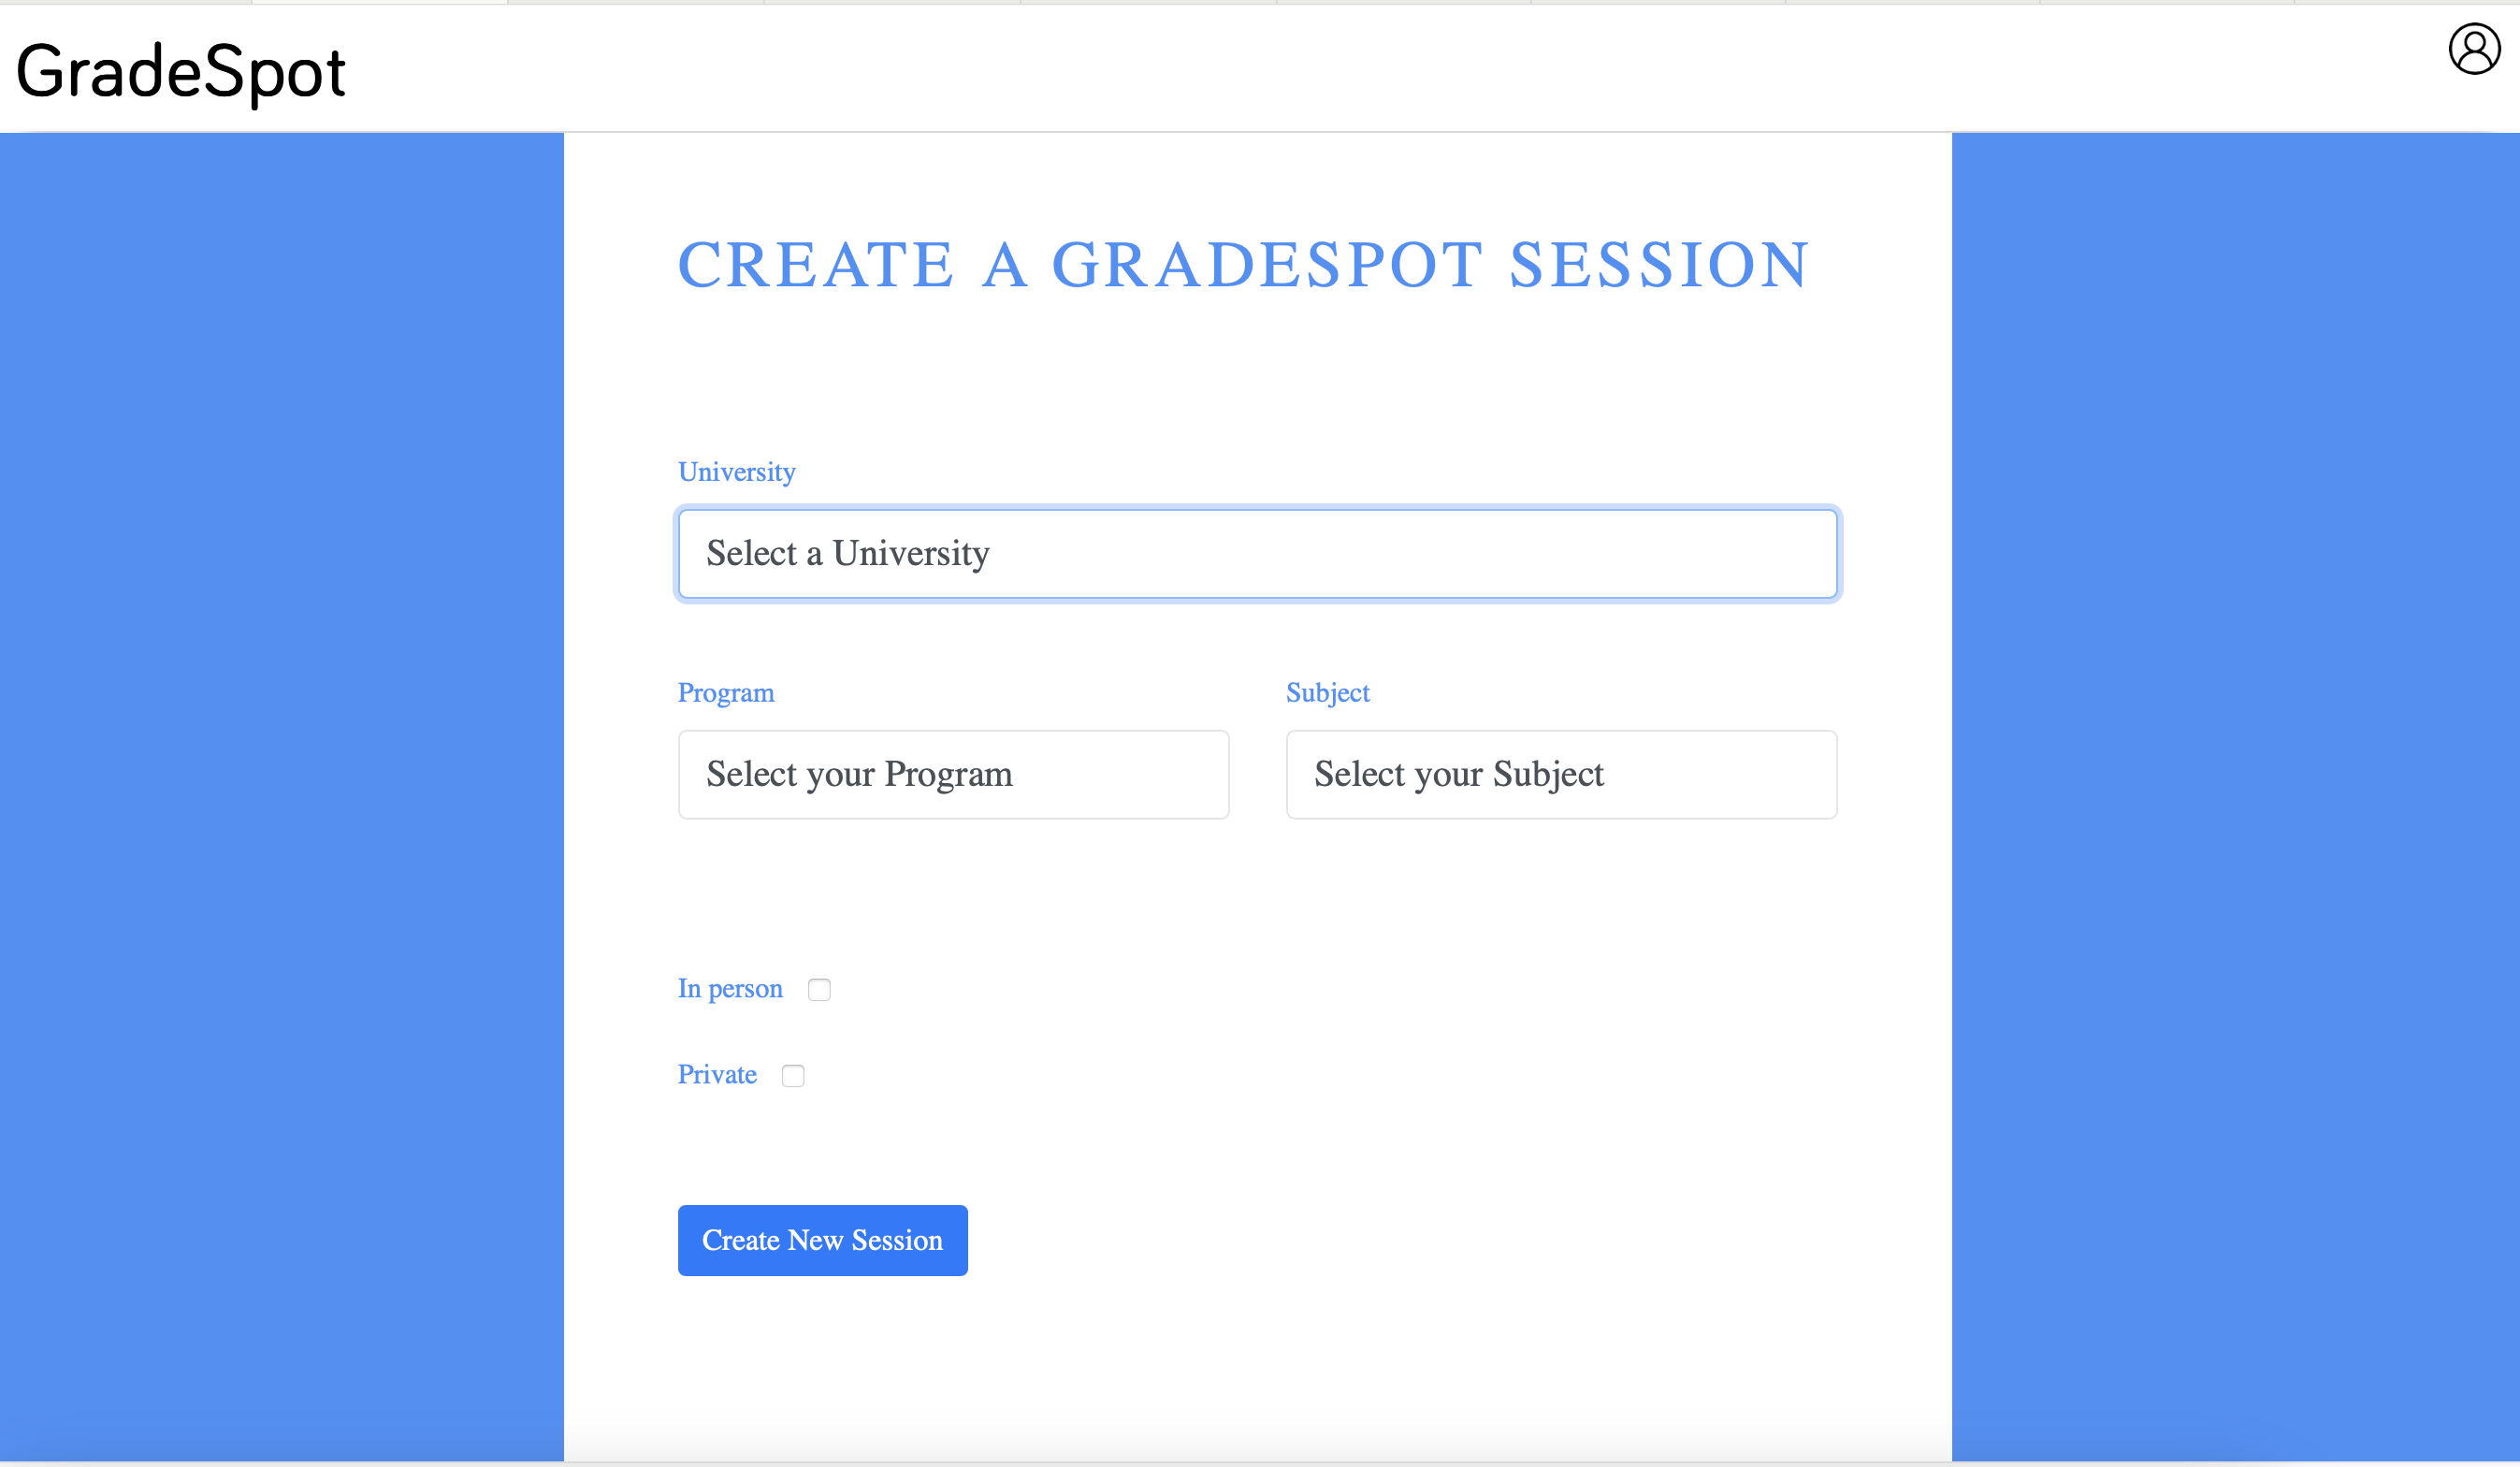 GradeSpot
CREATE A GRADESPOT SESSION
University
Select a University
Program
Subject
Select your Program
Select your Subject
In person
Private
Create New Session